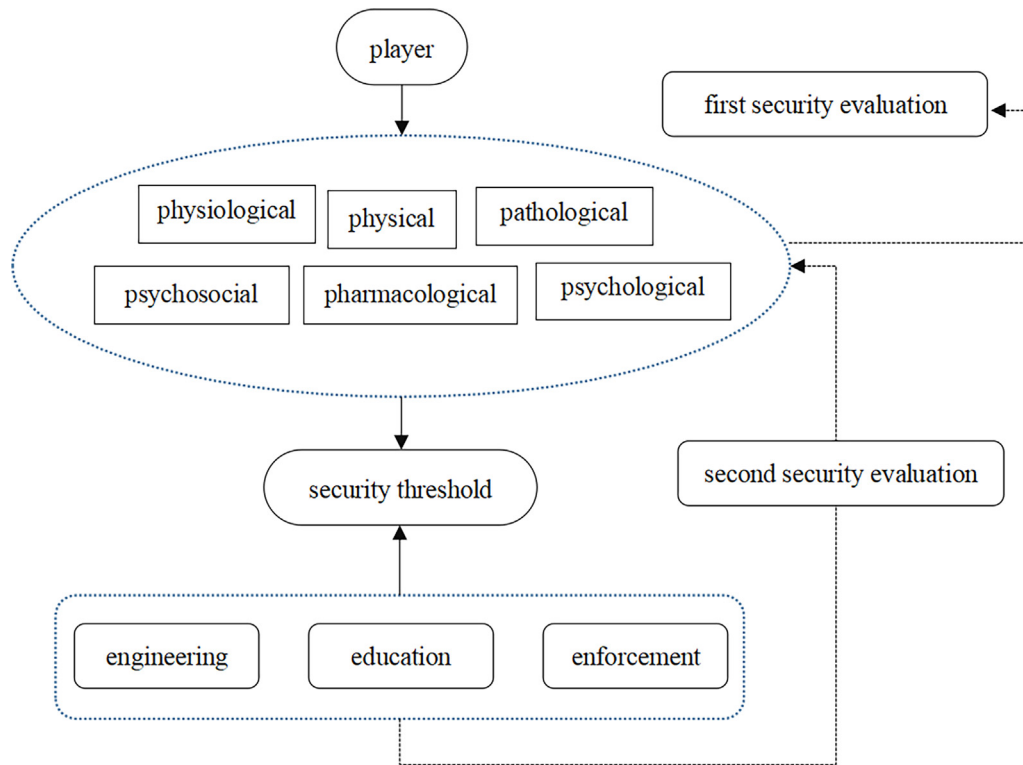 player
first security evaluation
physiological
physical
pathological
psychosocial
pharmacological
psychological
security threshold
second security evaluation
engineering
education
enforcement